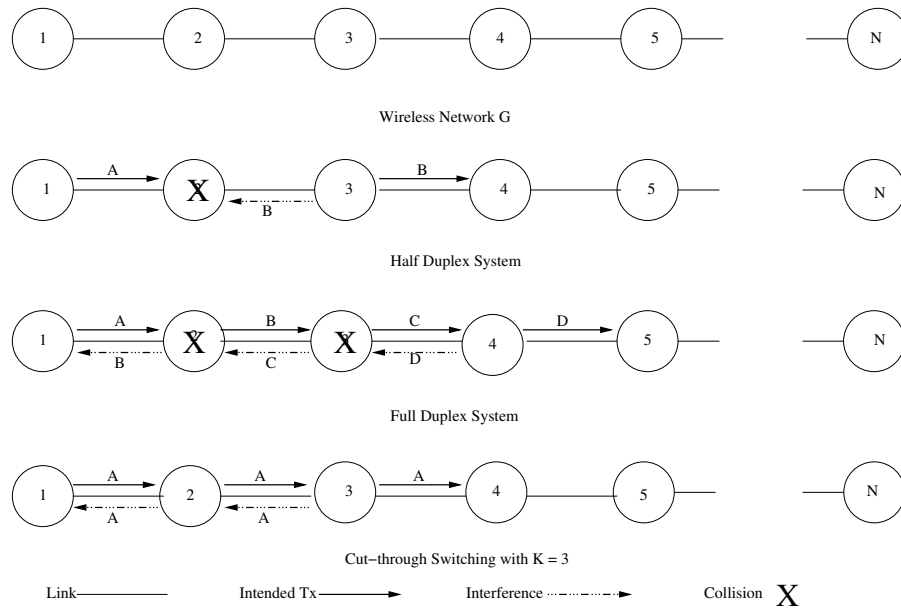 1 2 3 4 5 N
Wireless Network G
A B
1 X 3 4 5 N
B
Half Duplex System
A B C D
1 X X 4 5 N
B C D
Full Duplex System
A A A
1 2 3 4 5 N
A A
Cut−through Switching with K = 3
Link Intended Tx Interference Collision X